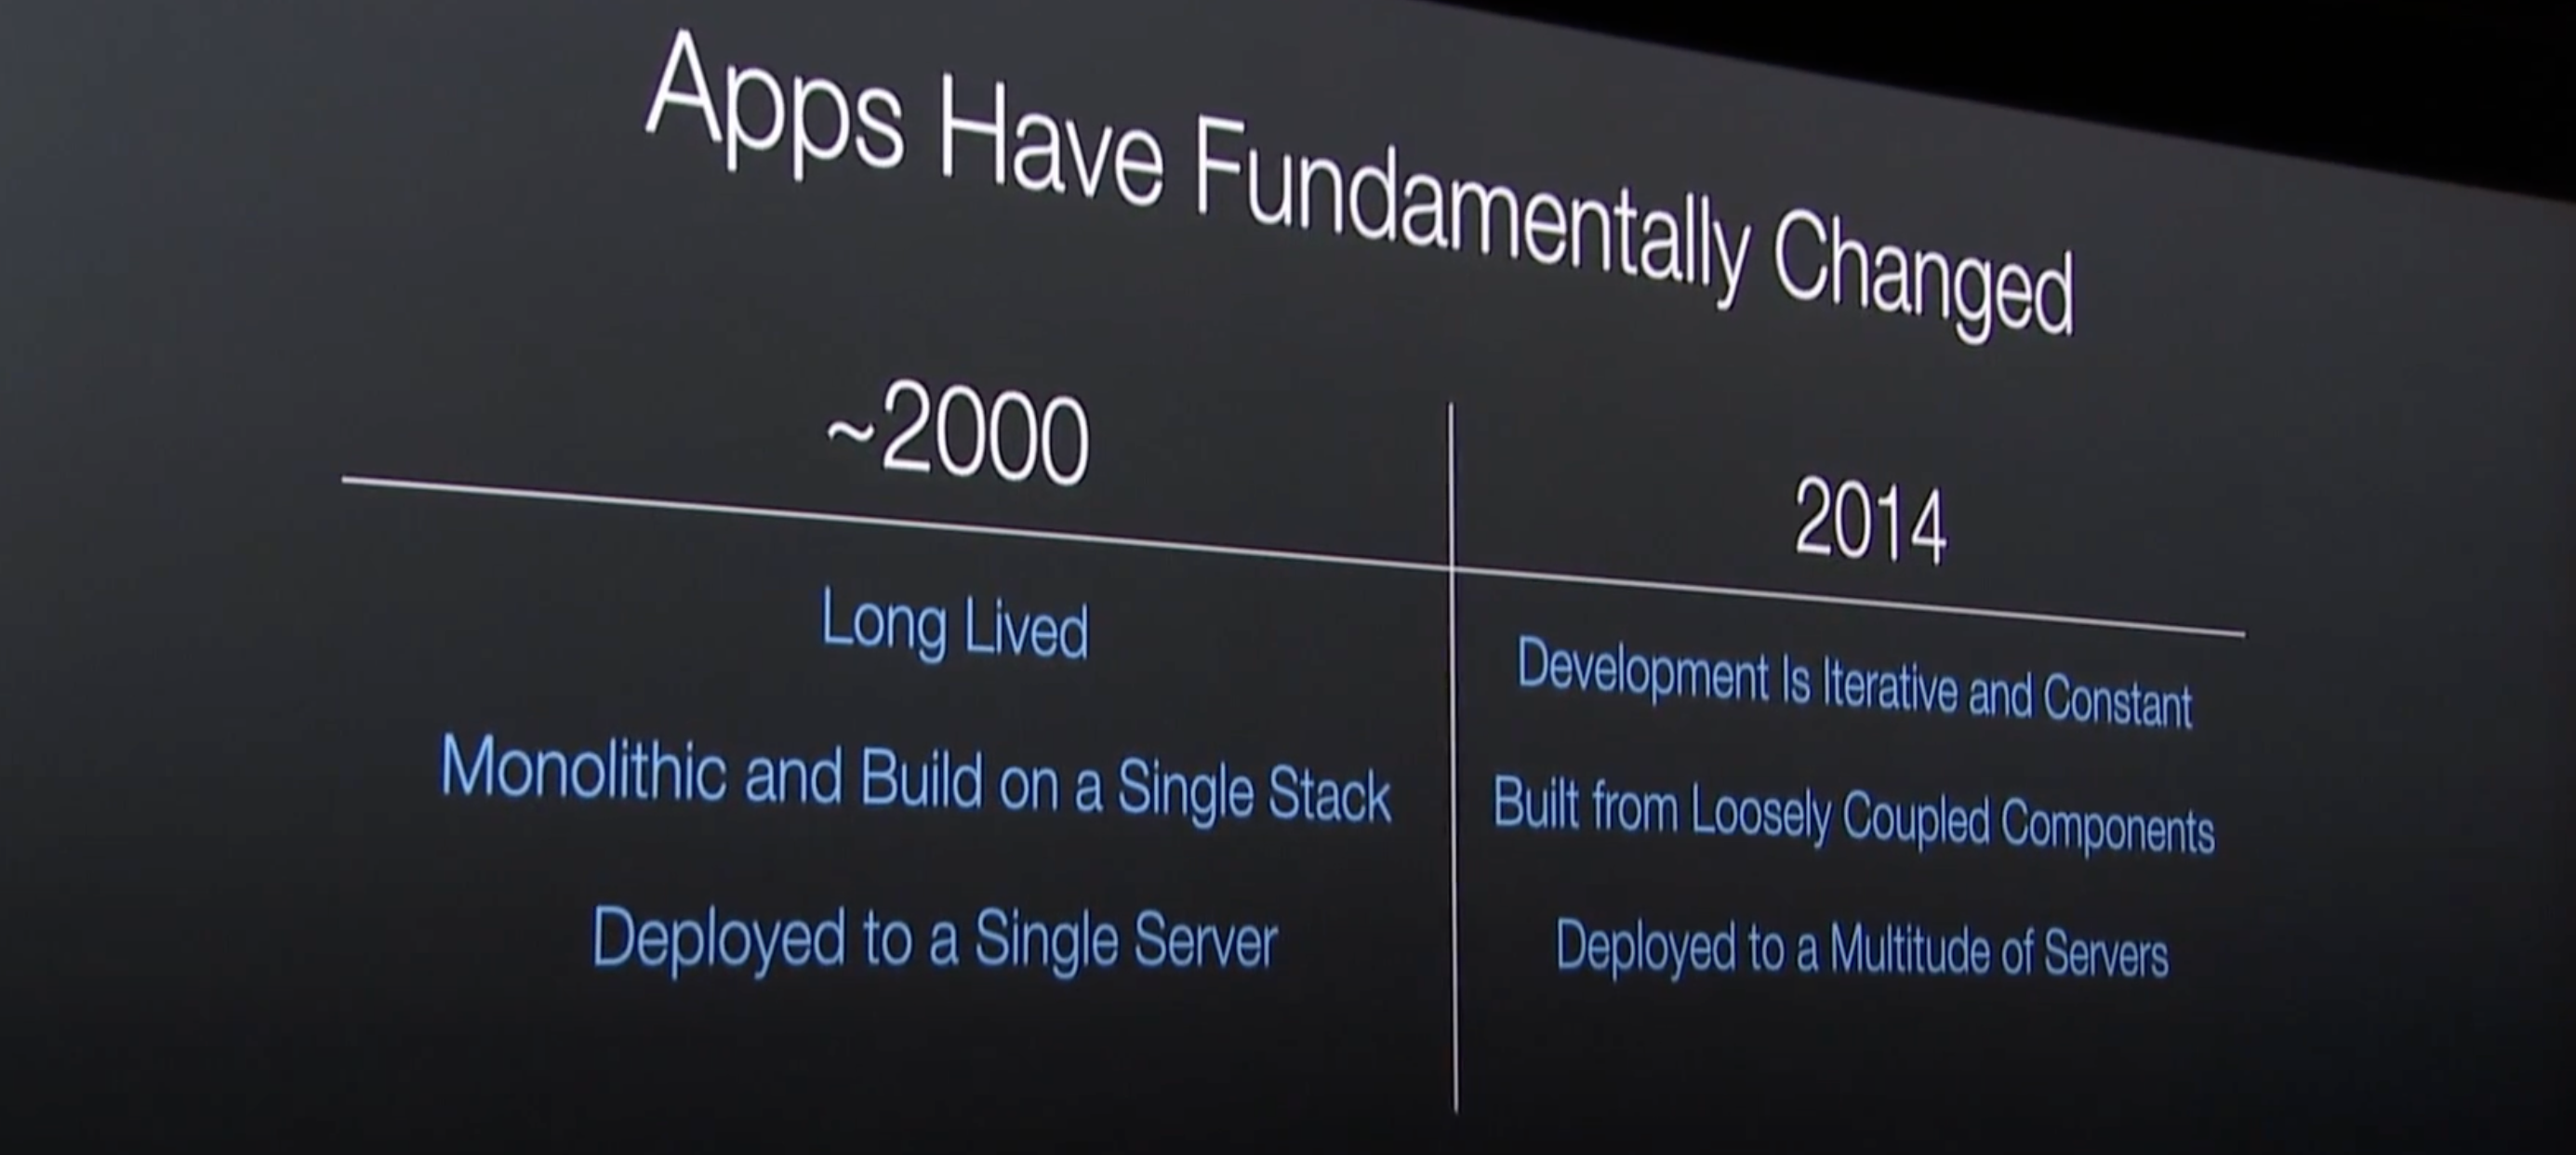 Apps Have Fundamentally Changed
~2000
2014
Long Lived
Development Is Iterative and Constant
Monolithic and Build on a Single Stack
Built from Loosely Coupled Components
Deployed to a Single Server
Deployed to a Multitude of Servers